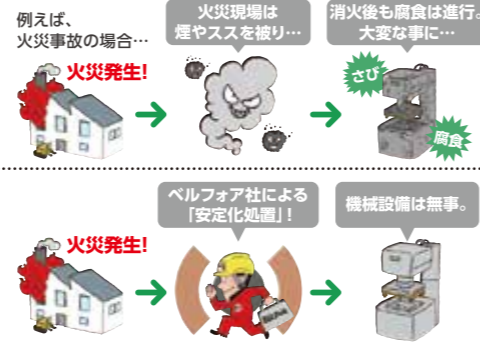 例えば、
火災事故の場合…
火災発生!
火災現場は
煙やススを被り…
消火後も腐食は進行。
大変な事に…
さび
腐食
火災発生!
ベルフォア社による
「安定化処置」!
機械設備は無事。